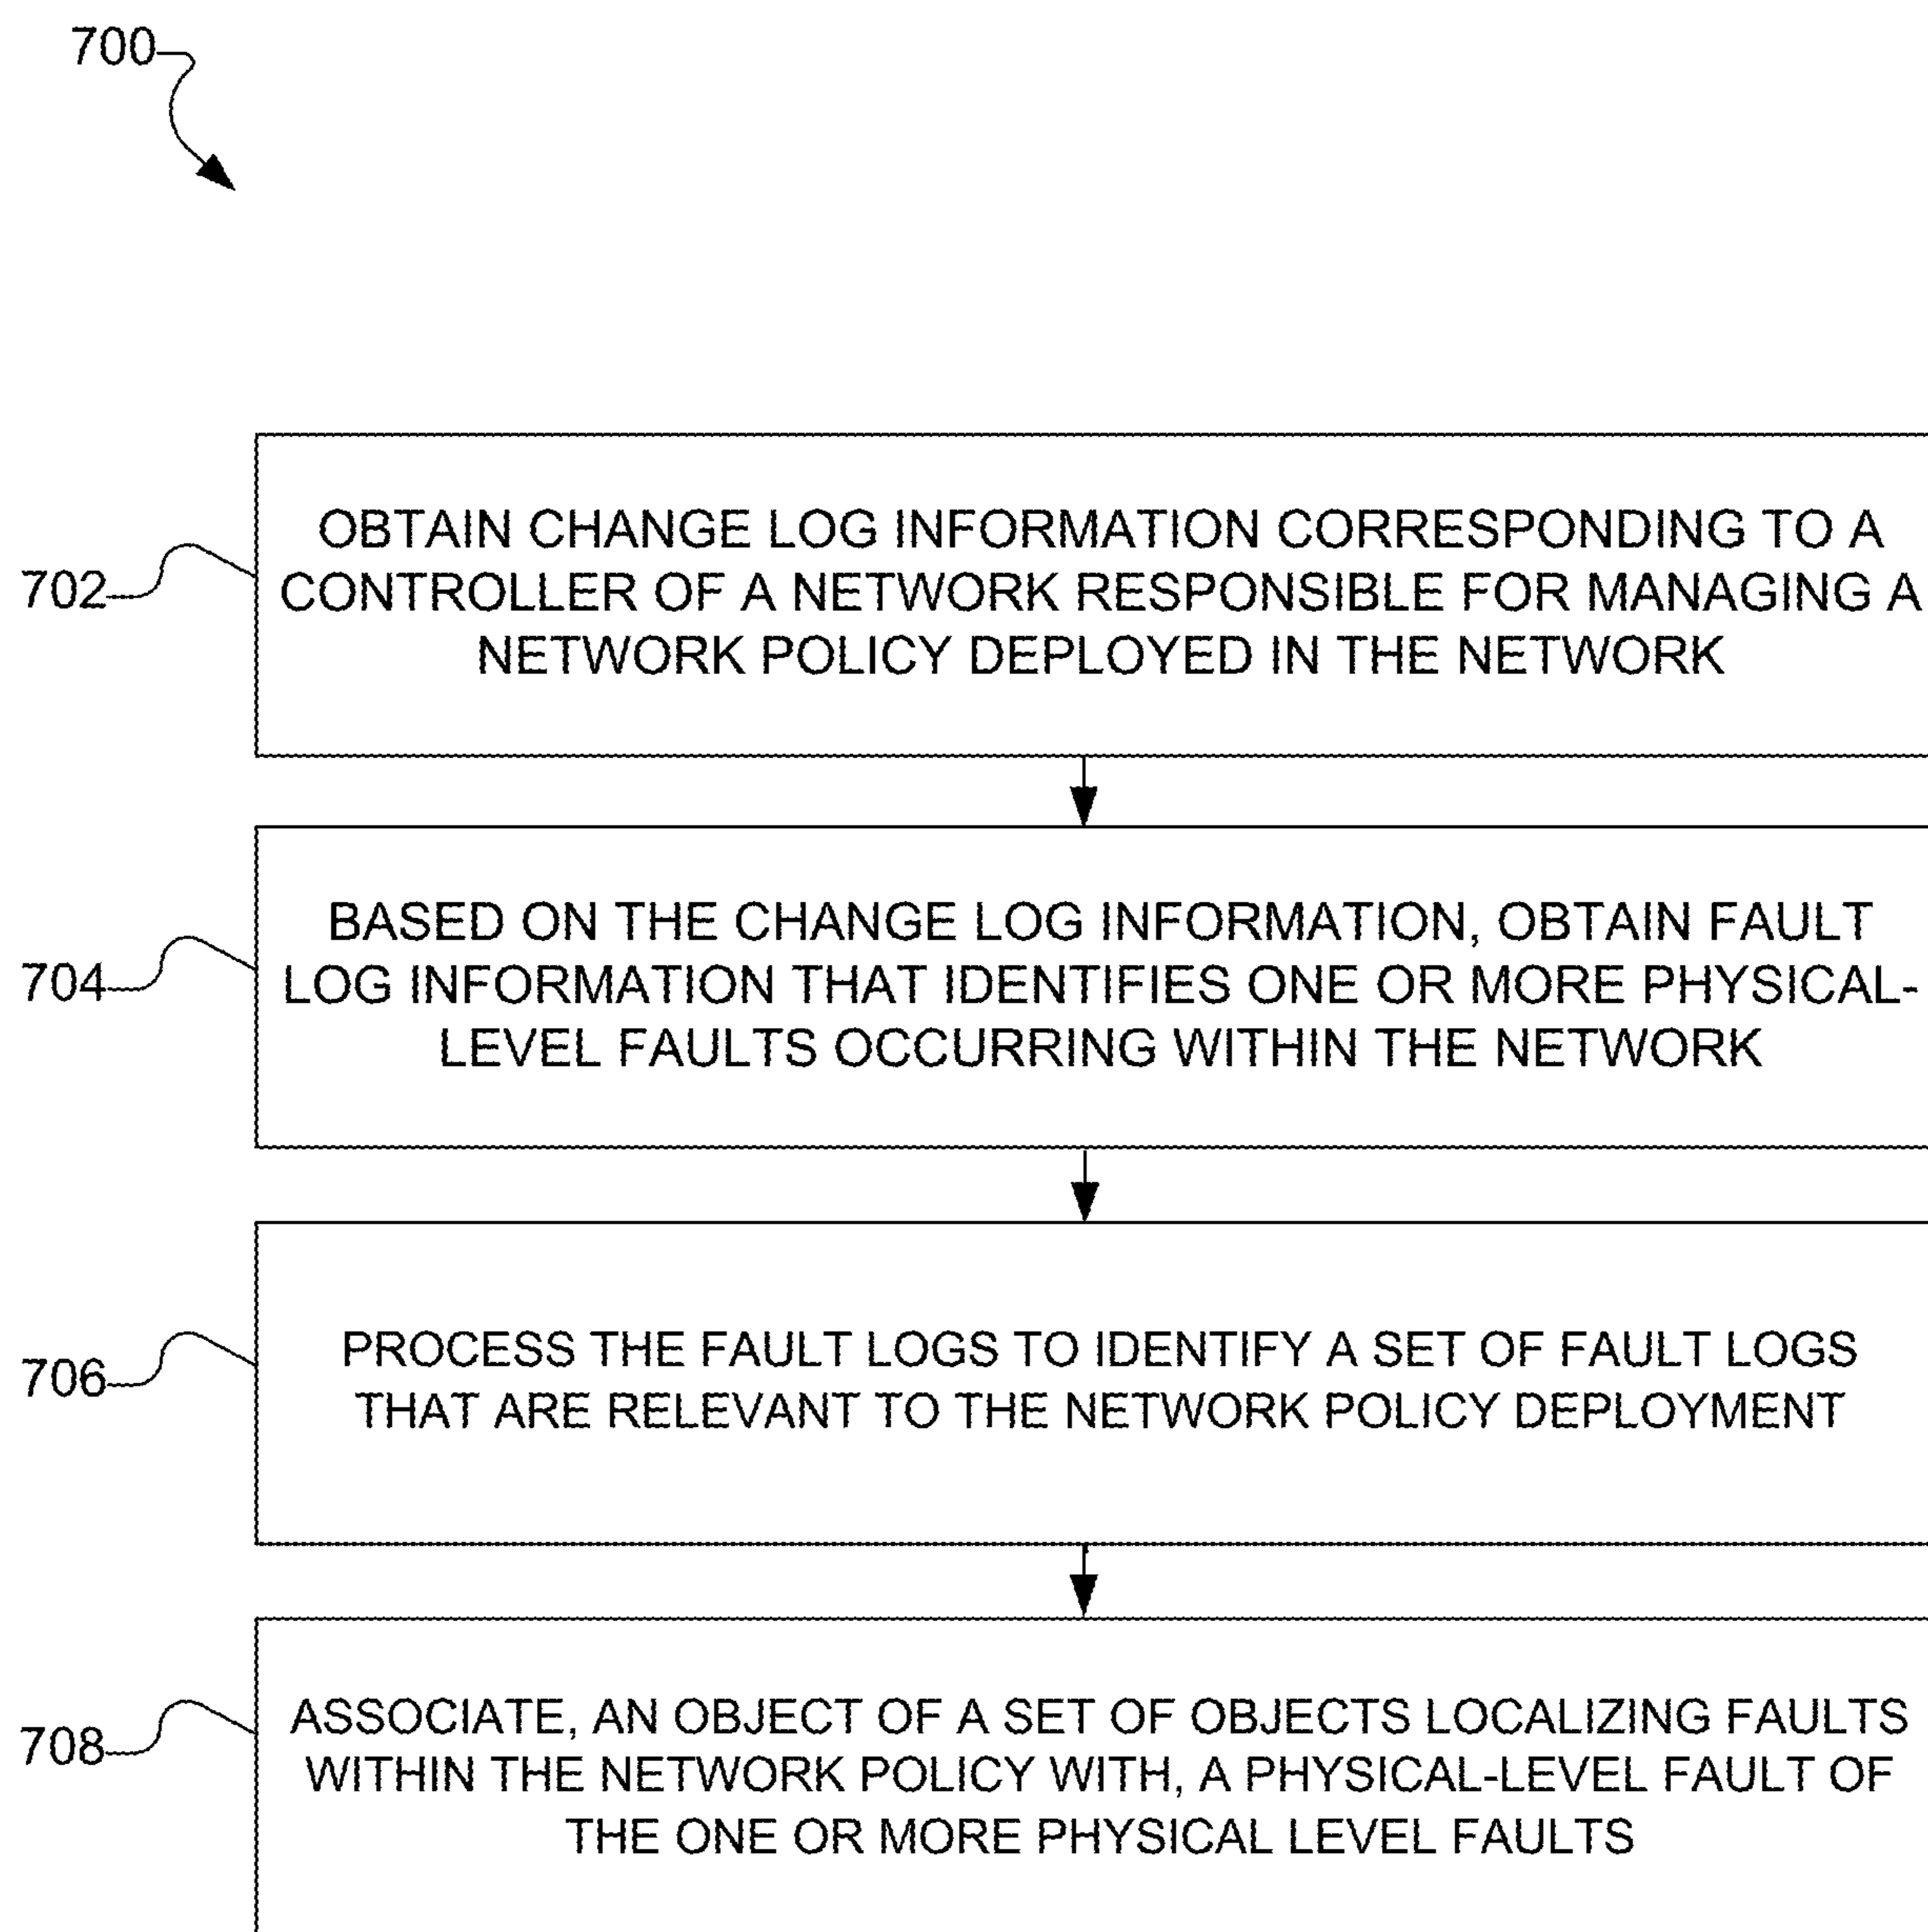 700
702
OBTAIN CHANGE LOG INFORMATION CORRESPONDING TO A
CONTROLLER OF A NETWORK RESPONSIBLE FOR MANAGING A
NETWORK POLICY DEPLOYED IN THE NETWORK
704
BASED ON THE CHANGE LOG INFORMATION, OBTAIN FAULT
LOG INFORMATION THAT IDENTIFIES ONE OR MORE PHYSICAL-
LEVEL FAULTS OCCURRING WITHIN THE NETWORK
706
PROCESS THE FAULT LOGS TO IDENTIFY A SET OF FAULT LOGS
THAT ARE RELEVANT TO THE NETWORK POLICY DEPLOYMENT
708
ASSOCIATE, AN OBJECT OF A SET OF OBJECTS LOCALIZING FAULTS
WITHIN THE NETWORK POLICY WITH, A PHYSICAL-LEVEL FAULT OF
THE ONE OR MORE PHYSICAL LEVEL FAULTS